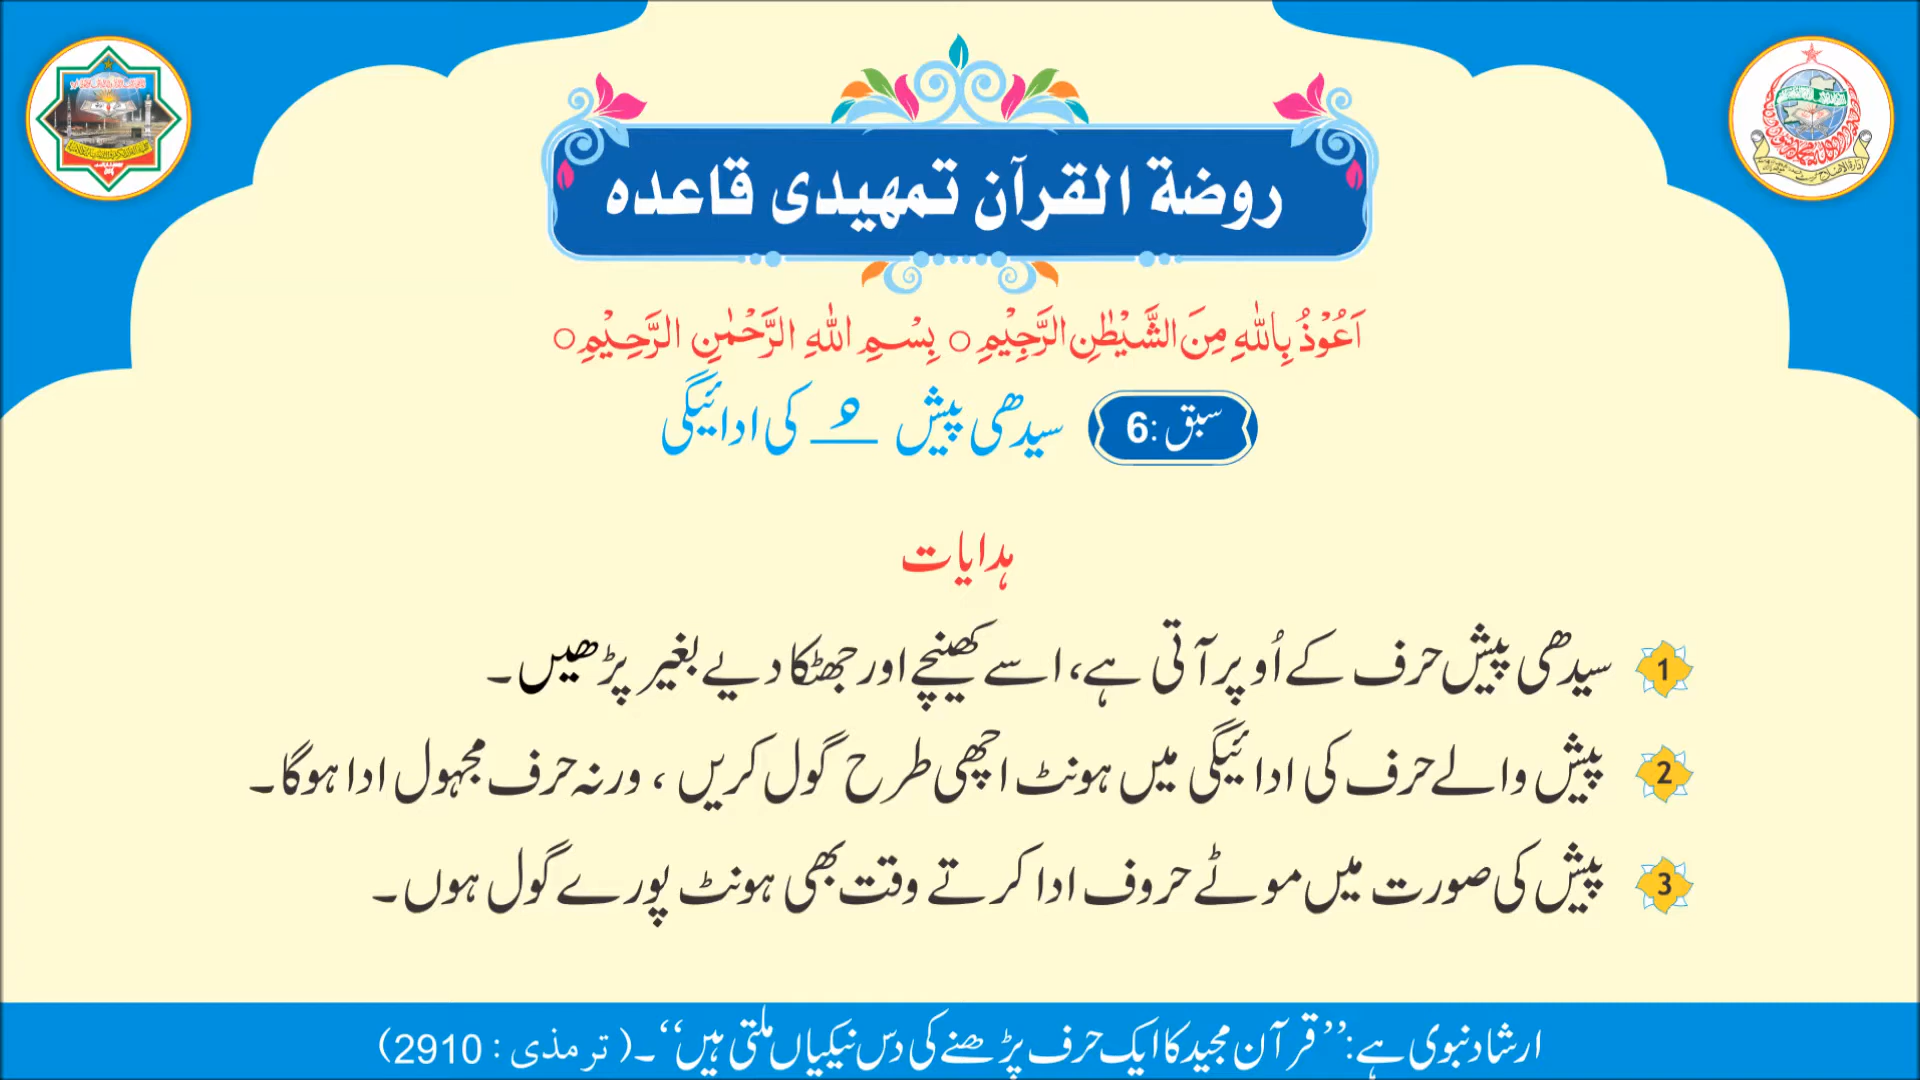 روضة القرآن تمهیدی قاعده
اَعُوْذُ بِاللّٰهِ مِنَ الشَّيْطٰنِ الرَّجِيْمِ ○ بِسْمِ اللّٰهِ الرَّحْمٰنِ الرَّحِيْمِ ○
سبق :6 سیدھی پیش ـُ کی ادائیگی
ہدایات
1 سیدھی پیش حرف کے اُوپر آتی ہے، اسے کھینچے اور جھٹکا دیے بغیر پڑھیں۔
2 پیش والے حرف کی ادائیگی میں ہونٹ اچھی طرح گول کریں ، ورنہ حرف مجہول ادا ہوگا۔
3 پیش کی صورت میں موٹے حروف ادا کرتے وقت بھی ہونٹ پورے گول ہوں۔
ارشاد نبوی ہے:’’قرآن مجید کا ایک حرف پڑھنے کی دس نیکیاں ملتی ہیں‘‘۔( ترمذی : 2910)